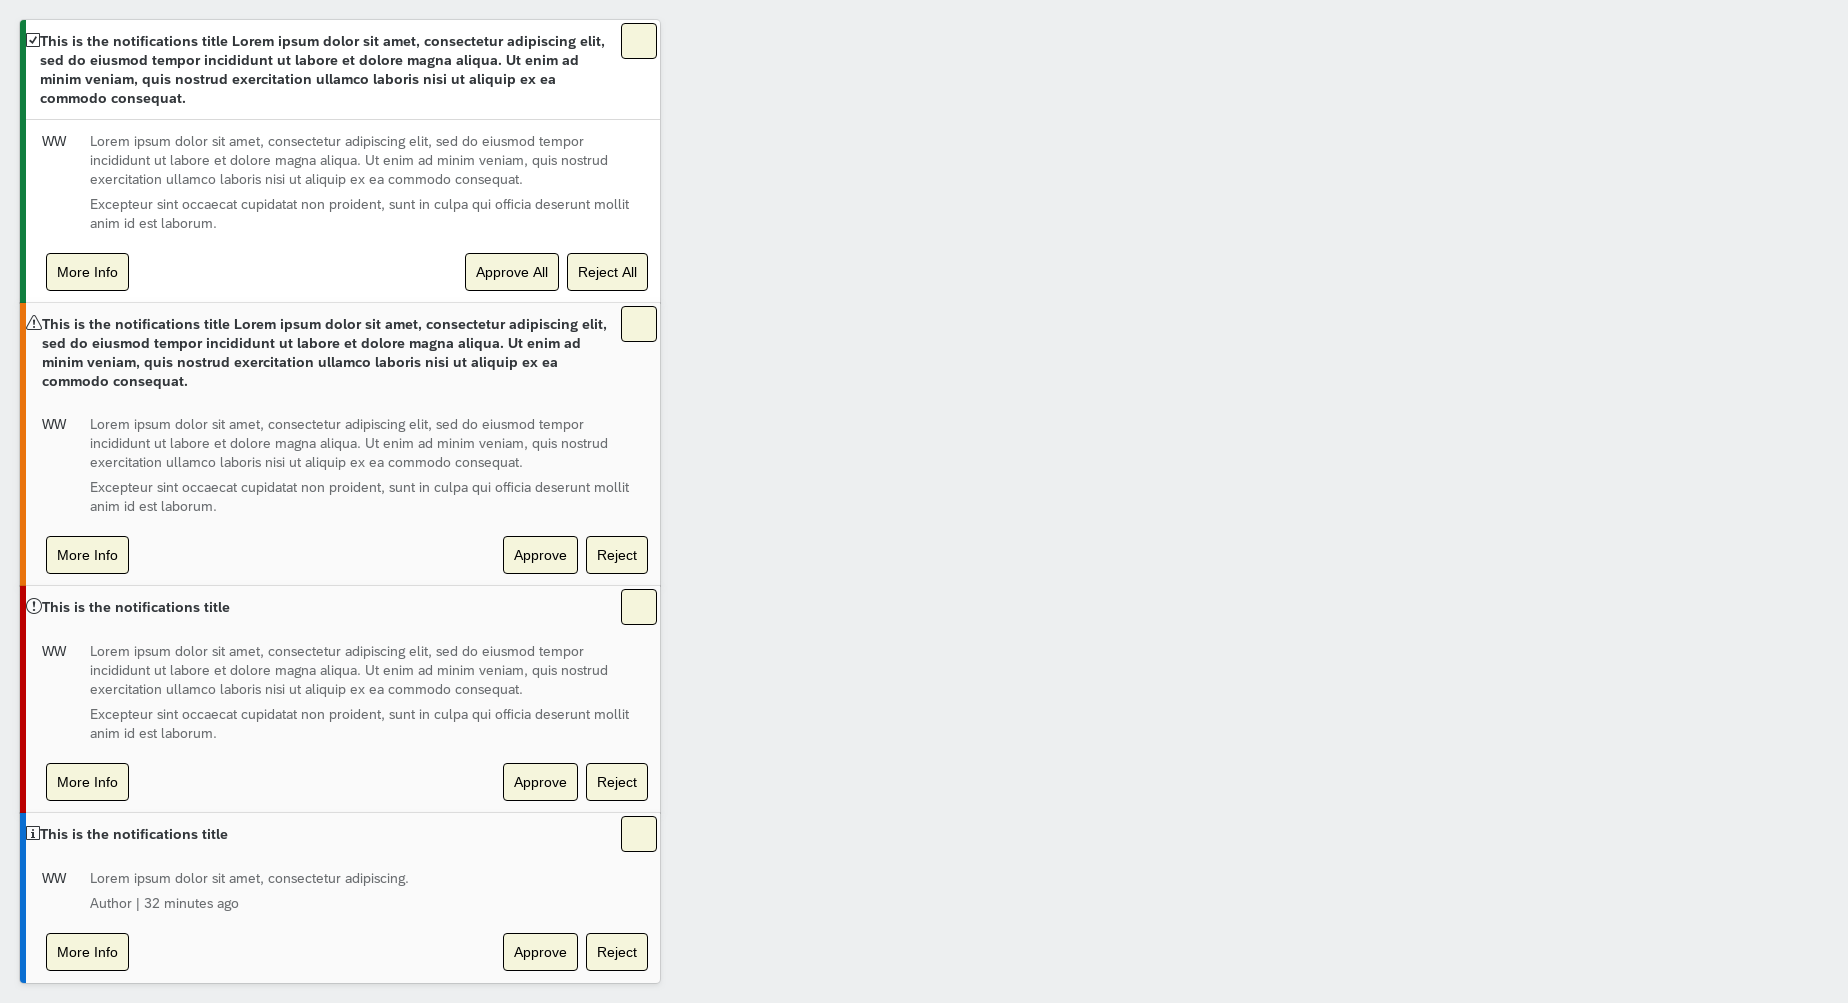 This is the notifications title Lorem ipsum dolor sit amet, consectetur adipiscing elit,
sed do eiusmod tempor incididunt ut labore et dolore magna aliqua. Ut enim ad
minim veniam, quis nostrud exercitation ullamco laboris nisi ut aliquip ex ea
commodo consequat.
WW
Lorem ipsum dolor sit amet, consectetur adipiscing elit, sed do eiusmod tempor
incididunt ut labore et dolore magna aliqua. Ut enim ad minim veniam, quis nostrud
exercitation ullamco laboris nisi ut aliquip ex ea commodo consequat.
Excepteur sint occaecat cupidatat non proident, sunt in culpa qui officia deserunt mollit
anim id est laborum.
More Info Approve All Reject All
This is the notifications title Lorem ipsum dolor sit amet, consectetur adipiscing elit,
sed do eiusmod tempor incididunt ut labore et dolore magna aliqua. Ut enim ad
minim veniam, quis nostrud exercitation ullamco laboris nisi ut aliquip ex ea
commodo consequat.
WW
Lorem ipsum dolor sit amet, consectetur adipiscing elit, sed do eiusmod tempor
incididunt ut labore et dolore magna aliqua. Ut enim ad minim veniam, quis nostrud
exercitation ullamco laboris nisi ut aliquip ex ea commodo consequat.
Excepteur sint occaecat cupidatat non proident, sunt in culpa qui officia deserunt mollit
anim id est laborum.
More Info Approve Reject
This is the notifications title
WW
Lorem ipsum dolor sit amet, consectetur adipiscing elit, sed do eiusmod tempor
incididunt ut labore et dolore magna aliqua. Ut enim ad minim veniam, quis nostrud
exercitation ullamco laboris nisi ut aliquip ex ea commodo consequat.
Excepteur sint occaecat cupidatat non proident, sunt in culpa qui officia deserunt mollit
anim id est laborum.
More Info Approve Reject
This is the notifications title
WW
Lorem ipsum dolor sit amet, consectetur adipiscing.
Author | 32 minutes ago
More Info Approve Reject